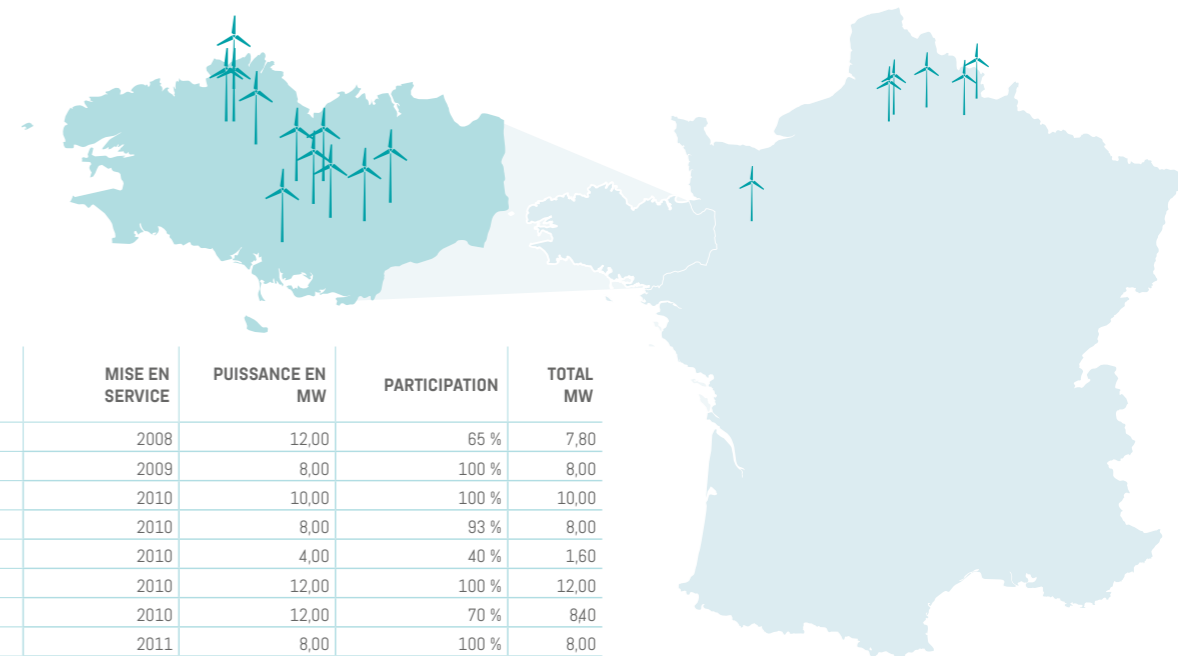 MISE EN SERVICE PUISSANCE EN MW PARTICIPATION TOTAL MW
2008 12,00 65 % 7,80
2009 8,00 100 % 8,00
2010 10,00 100 % 10,00
2010 8,00 93 % 8,00
2010 4,00 40 % 1,60
2010 12,00 100 % 12,00
2010 12,00 70 % 8,40
2011 8,00 100 % 8,00